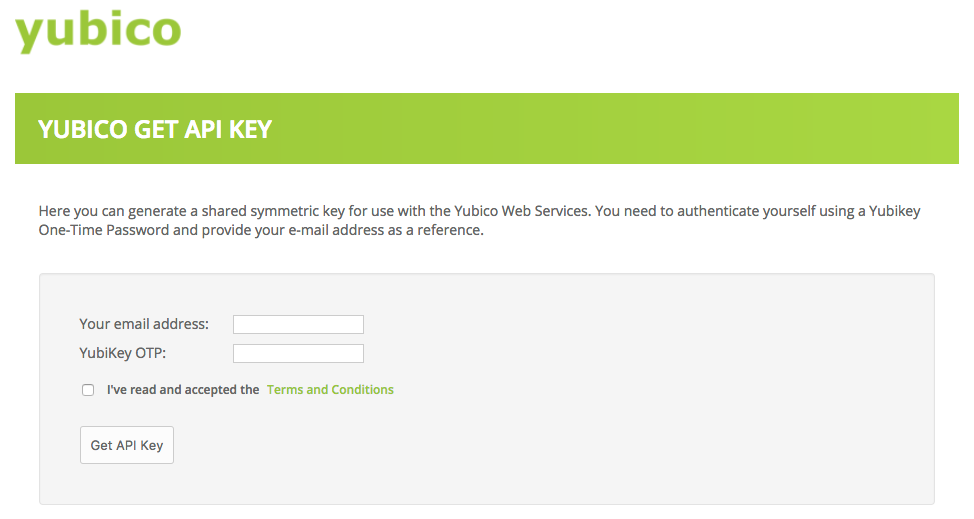 yubico
YUBICO GET API KEY
Here you can generate a shared symmetric key for use with the Yubico Web Services. You need to authenticate yourself using a Yubikey
One-Time Password and provide your e-mail address as a reference.
Your email address:
YubiKey OTP:
I've read and accepted the Terms and Conditions
Get API Key